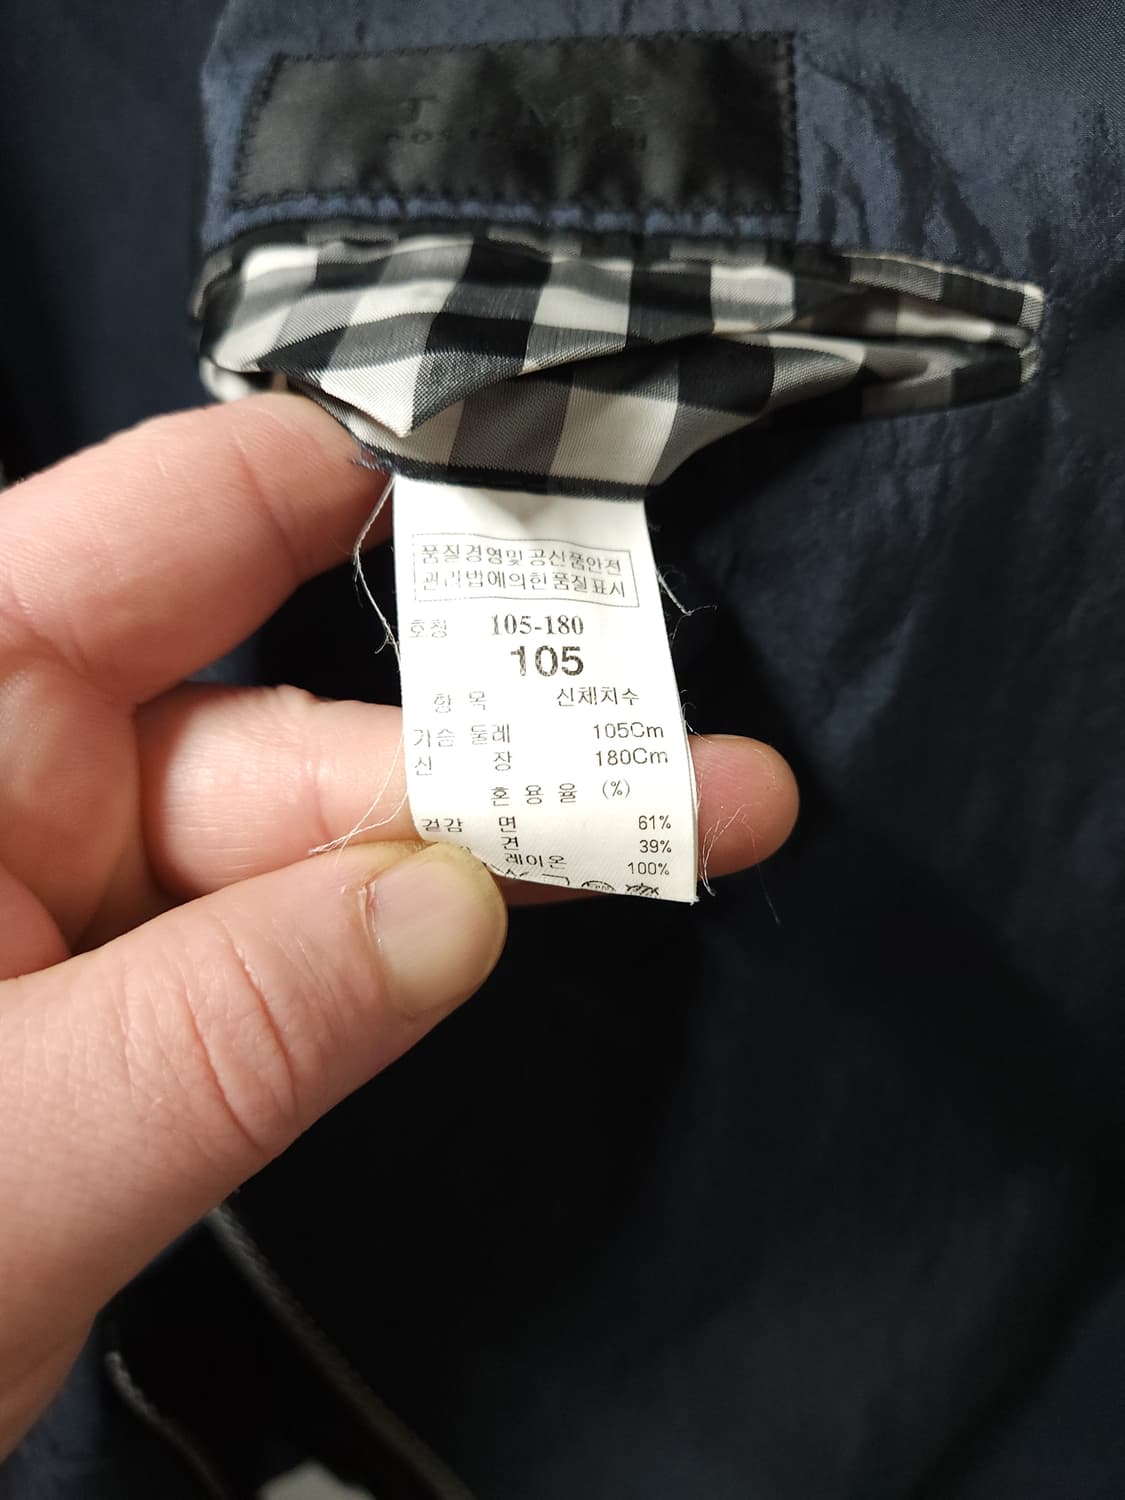 품질경영및 공산품안전
관리법에의한품질표시
호칭 105-180
105
항 목 신체치수
가슴 둘레 105Cm
신 장 180Cm
혼 용 율 (%)
겉감 면 61%
견 39%
레이온 100%